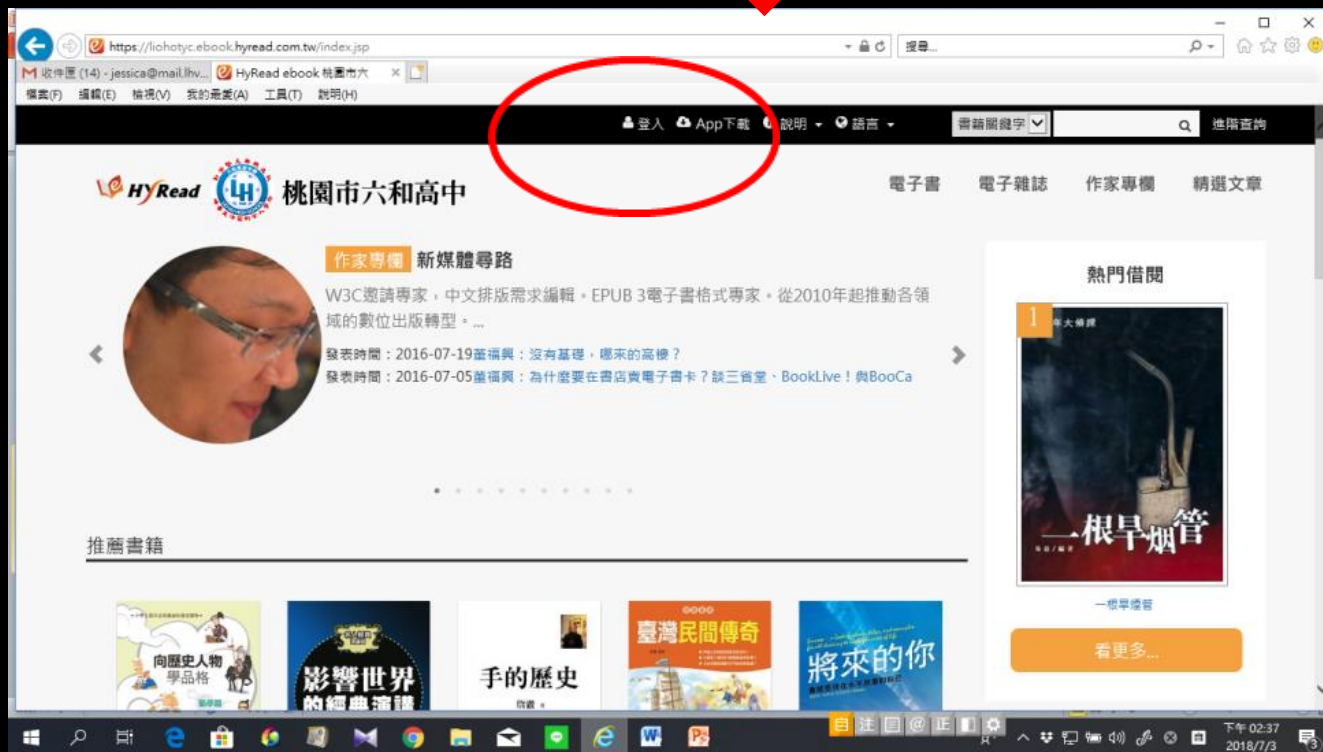 https://liohotyc.ebook.hyread.com.tw/index.jsp
搜尋...
收件匣 (14) - jessica@mail.lhv...
HyRead ebook 桃園市六
檔案(F) 編輯(E) 檢視(V) 我的最愛(A) 工具(T) 說明(H)
登入 App下載 說明 語言 書籍關鍵字 進階查詢
HyRead LH 桃園市六和高中
電子書 電子雜誌 作家專欄 精選文章
作家專欄 新媒體尋路
W3C邀請專家，中文排版需求編輯。EPUB 3電子書格式專家。從2010年起推動各領
域的數位出版轉型。...
發表時間：2016-07-19董福興：沒有基礎，哪來的高樓？
發表時間：2016-07-05董福興：為什麼要在書店賣電子書卡？談三省堂、BookLive！與BooCa
熱門借閱
1
年大偵探
一根旱烟管
一根旱煙管
看更多...
推薦書籍
向歷史人物
學品格
影響世界
的經典演講
手的歷史
臺灣民間傳奇
將來的你
自 注 @ 正
下午 02:37
2018/7/3